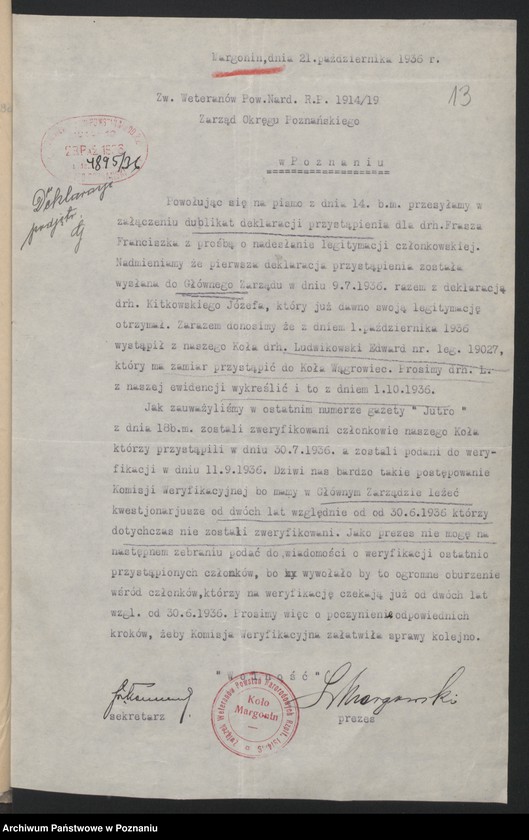 Margonin,dnia 21.października 1936 r.
13
Zw. Weteranów Pow.Nard. R.P. 1914/19
Zarząd Okręgu Poznańskiego
w P o z n a n i u
4895/36
Powołując się na pismo z dnia 14. b.m. przesyłamy w
załączeniu dublikat deklaracji przystąpienia dla drh.Frasza
Franciszka z prośbą o nadesłanie legitymacji członkowskiej.
Nadmieniamy że pierwsza deklaracja przystąpienia została
wysłana do Głównego Zarządu w dniu 9.7.1936. razem z deklaracją
drh. Kitkowskiego Józefa, który już dawno swoją legitymację
otrzymał. Zarazem donosimy że z dniem 1.października 1936
wystąpił z naszego Koła drh. Ludwikowski Edward nr. leg. 19027,
który ma zamiar przystąpić do Koła Wągrowiec. Prosimy drh. L.
z naszej ewidencji wykreślić i to z dniem 1.10.1936.
Jak zauważyliśmy w ostatnim numerze gazety " Jutro "
z dnia 18b.m. zostali zweryfikowani członkowie naszego Koła
którzy przystąpili w dniu 30.7.1936. a zostali podani do wery-
fikacji w dniu 11.9.1936. Dziwi nas bardzo takie postępowanie
Komisji Weryfikacyjnej bo mamy w Głównym Zarządzie leżeć
kwestjonarjusze od dwóch lat względnie od od 30.6.1936 którzy
dotychczas nie zostali zweryfikowani. Jako prezes nie mogę na
następnem zebraniu podać do wiadomości o weryfikacji ostatnio
przystąpionych członków, bo wywołało by to ogromne oburzenie
wśród członków,którzy na weryfikację czekają już od dwóch lat
wzgl. od 30.6.1936. Prosimy więc o poczynienie odpowiednich
kroków, żeby Komisja Weryfikacyjna załatwiła sprawy kolejno.
"W o l n o ś ć"
Koło
Margonin
sekretarz
prezes
Archiwum Państwowe w Poznaniu